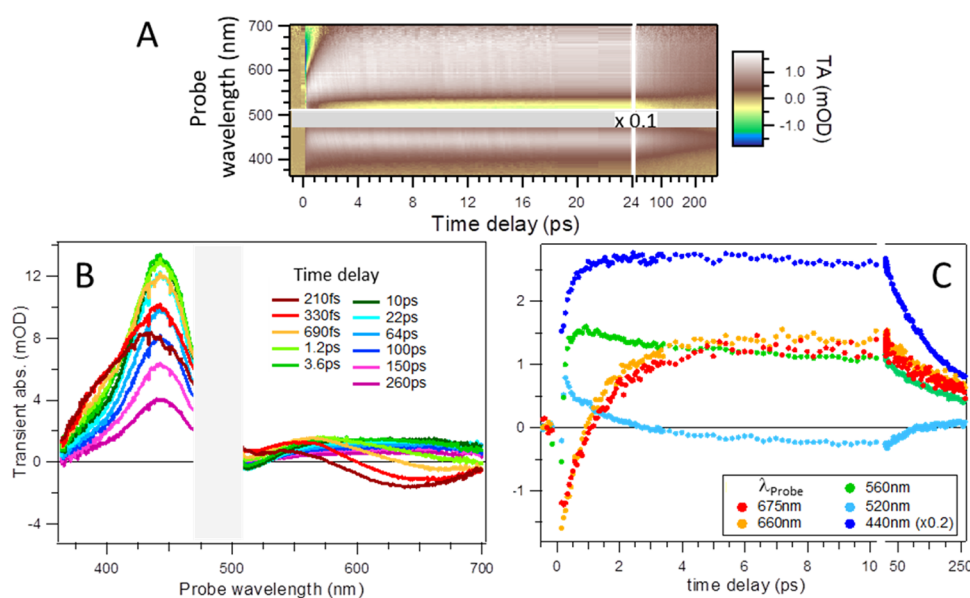 A
Probe
wavelength (nm)
700
600
500
400
x 0.1
0
4
8
12
16
20
24
100
200
Time delay (ps)
1.0
0.0
-1.0
TA (mOD)
B
Transient abs. (mOD)
12
8
4
0
-4
Time delay
210fs
330fs
690fs
1.2ps
3.6ps
10ps
22ps
64ps
100ps
150ps
260ps
400
500
600
700
Probe wavelength (nm)
C
2
1
0
-1
λProbe
675nm
660nm
560nm
520nm
440nm (x0.2)
0
2
4
6
8
10
50
250
time delay (ps)